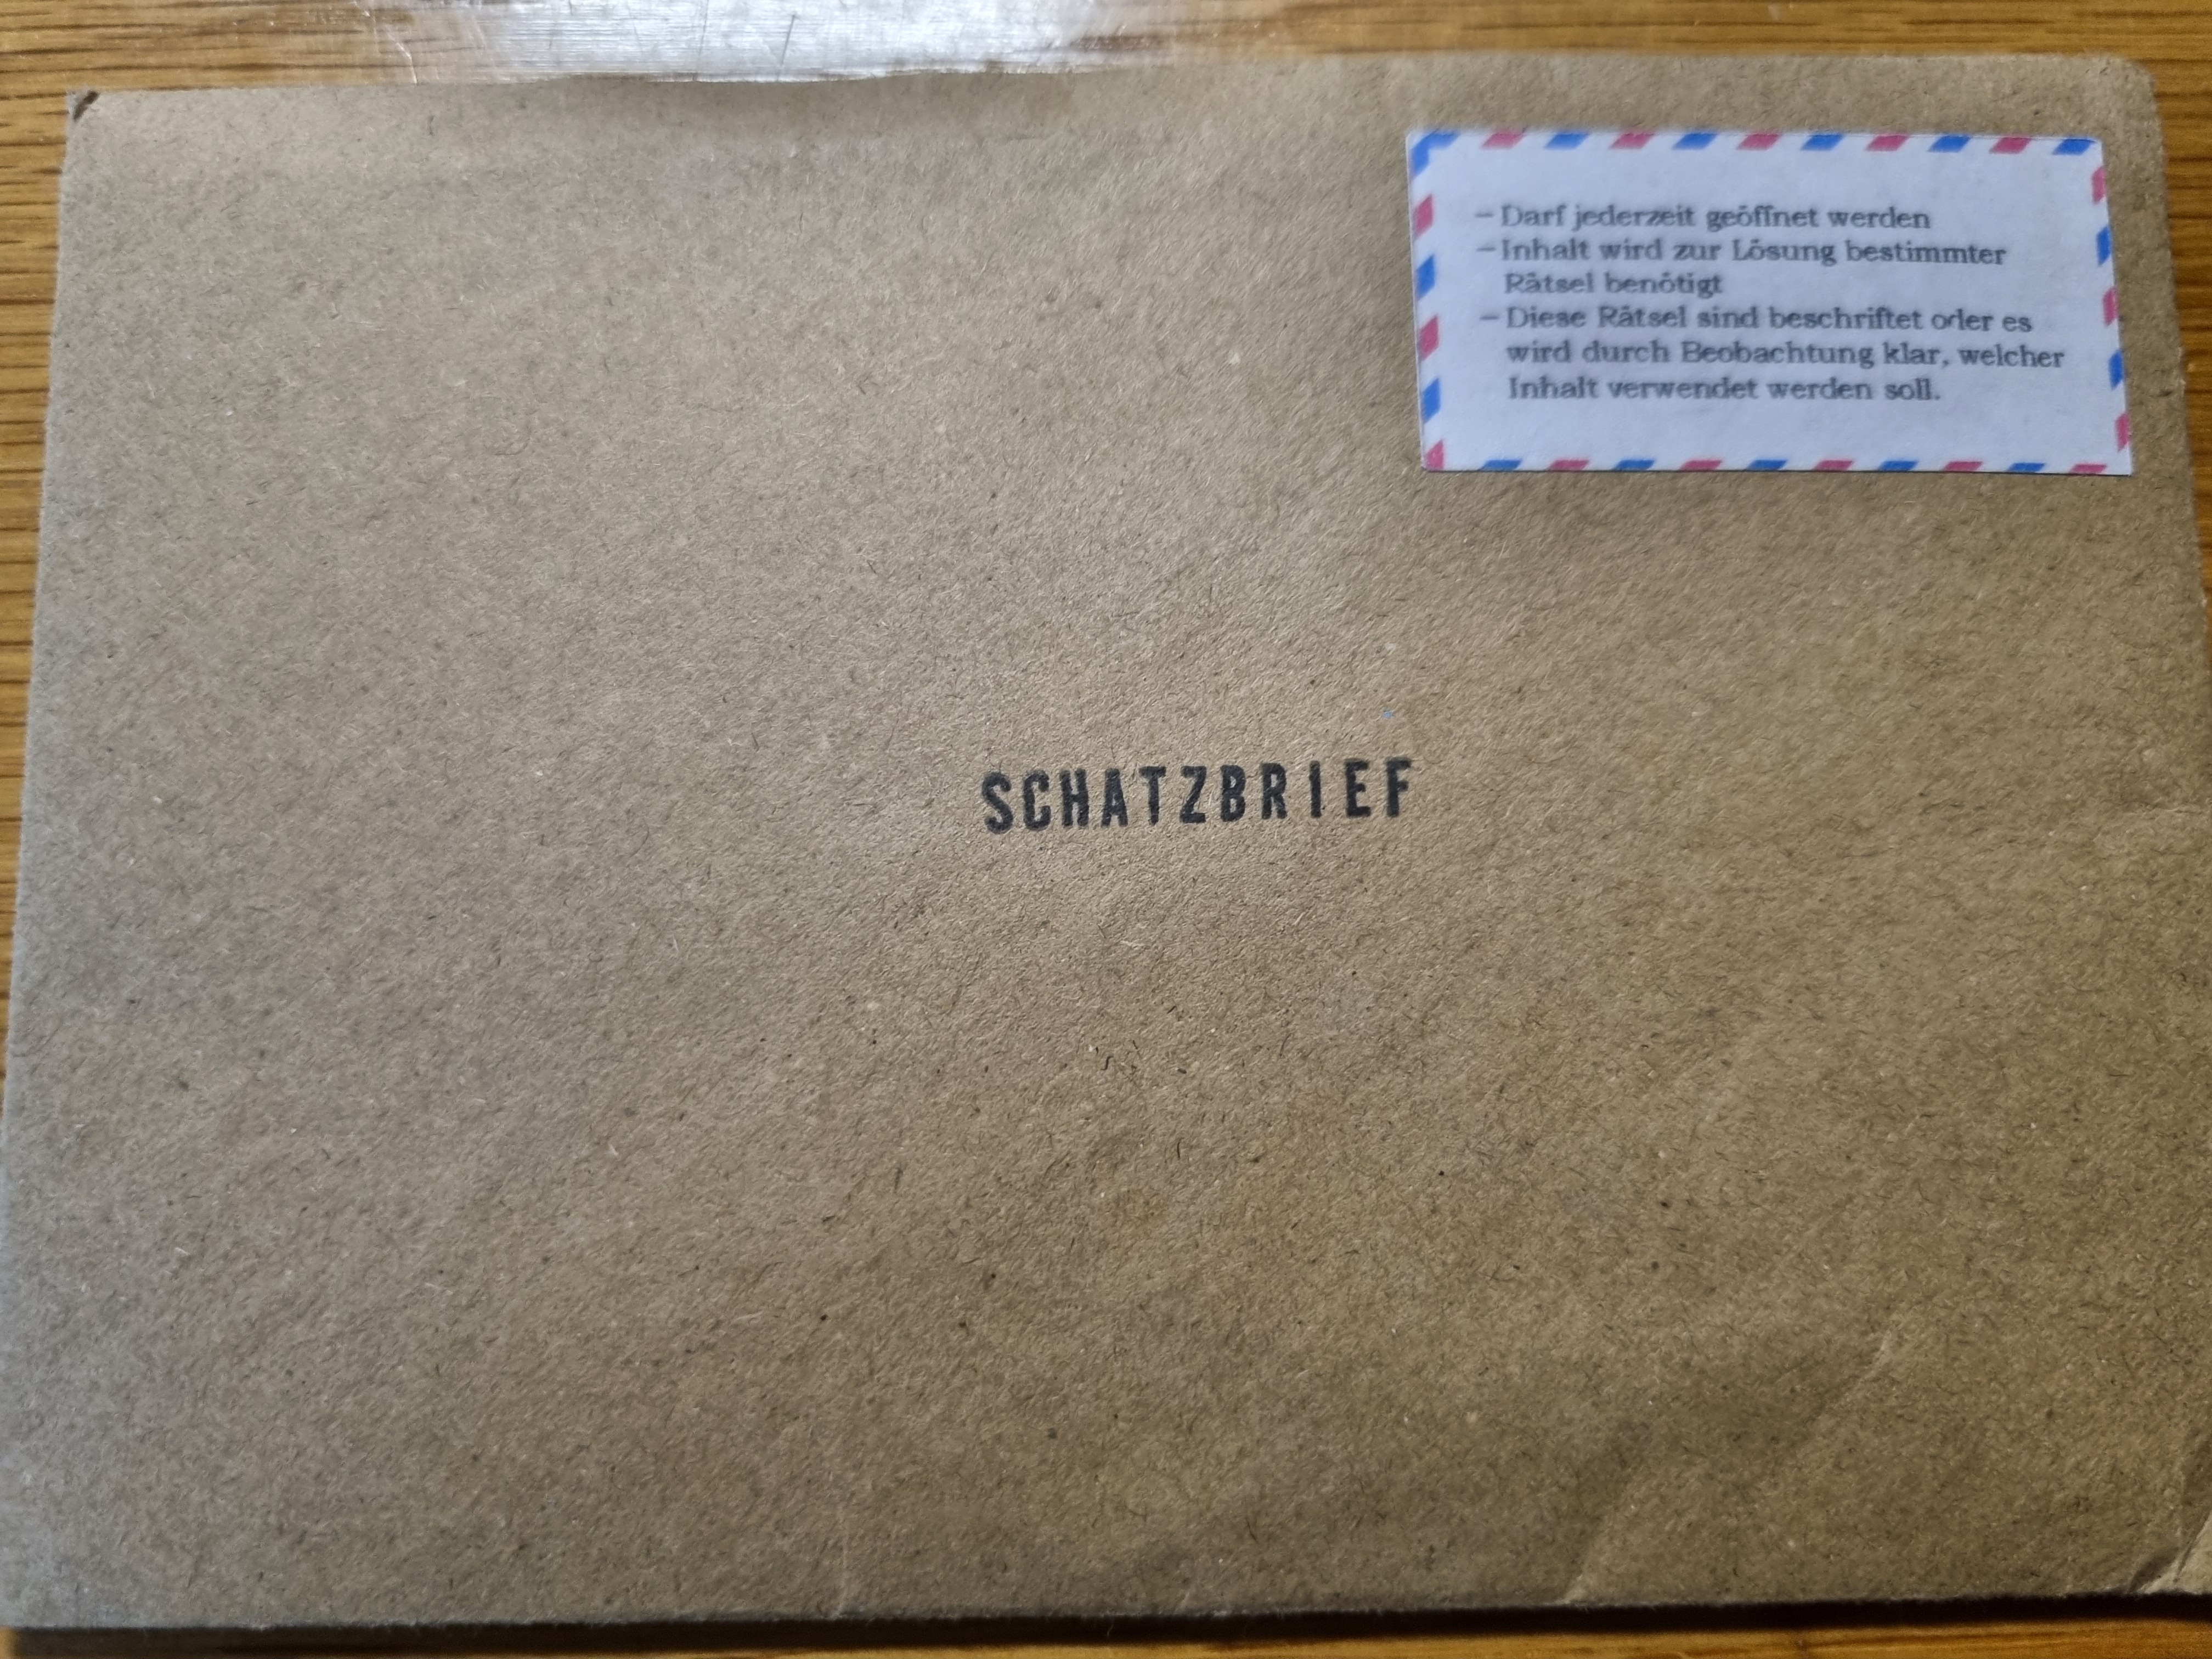 – Darf jederzeit geöffnet werden
– Inhalt wird zur Lösung bestimmter
Rätsel benötigt
– Diese Rätsel sind beschriftet oder es
wird durch Beobachtung klar, welcher
Inhalt verwendet werden soll.
SCHATZBRIEF